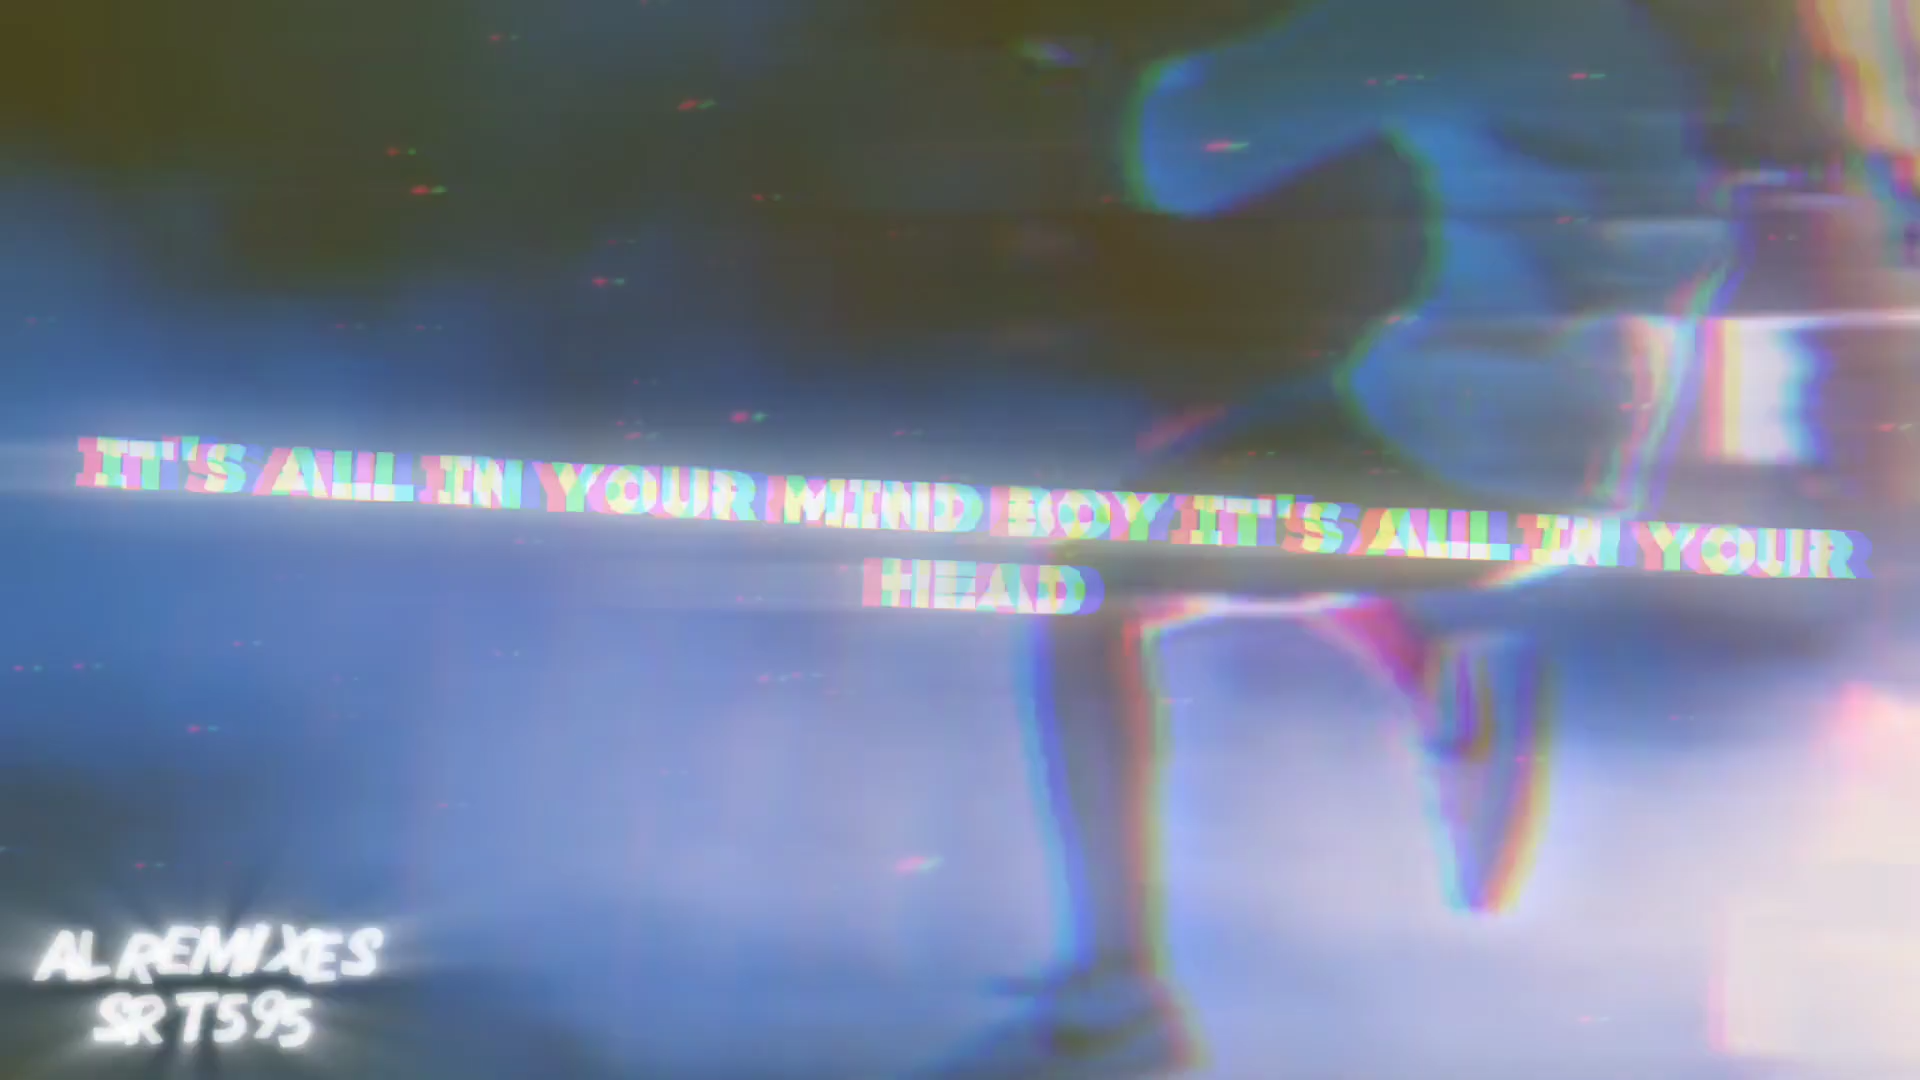 IT'S ALL IN YOUR MIND BOY IT'S ALL IN YOUR
HEAD
AL REMIXES
SRT595